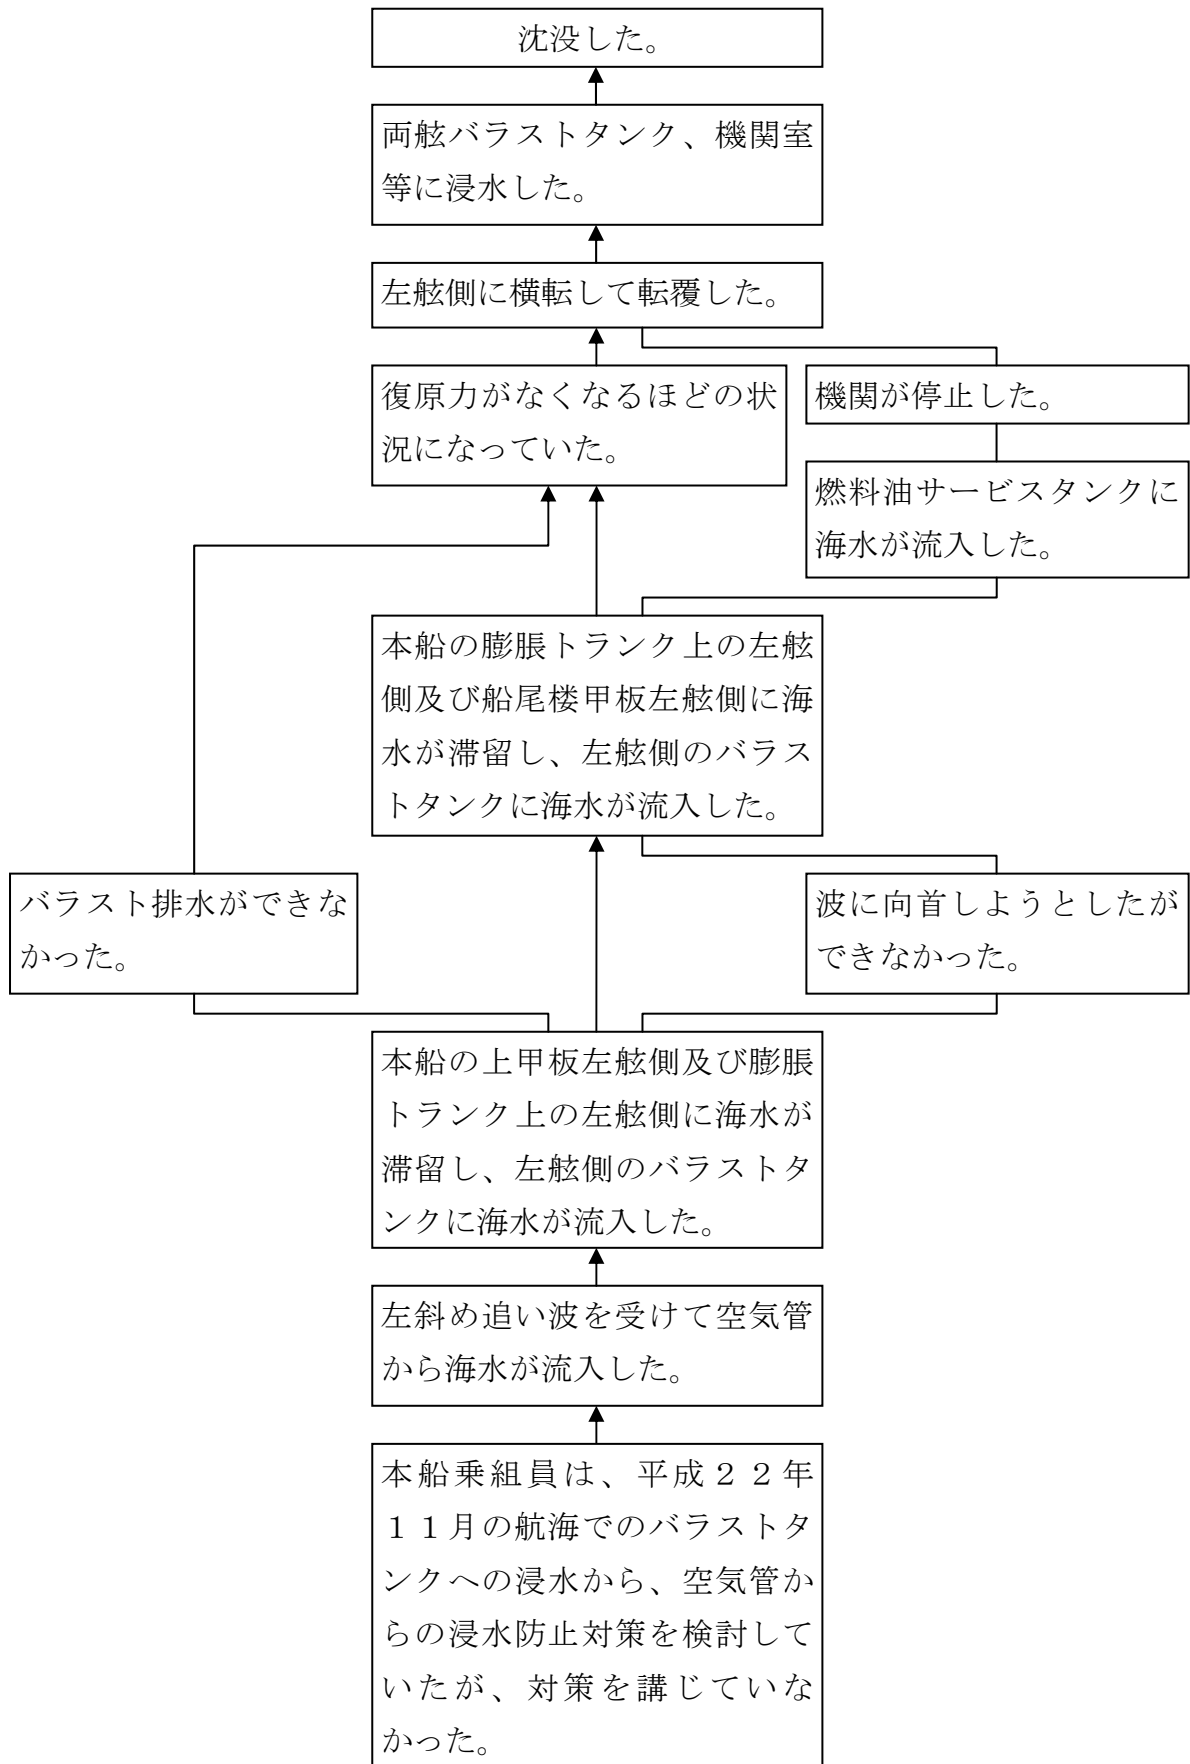 沈没した。
両舷バラストタンク、機関室
等に浸水した。
左舷側に横転して転覆した。
復原力がなくなるほどの状
況になっていた。
機関が停止した。
燃料油サービスタンクに
海水が流入した。
本船の膨脹トランク上の左舷
側及び船尾楼甲板左舷側に海
水が滞留し、左舷側のバラス
トタンクに海水が流入した。
バラスト排水ができな
かった。
波に向首しようとしたが
できなかった。
本船の上甲板左舷側及び膨脹
トランク上の左舷側に海水が
滞留し、左舷側のバラストタ
ンクに海水が流入した。
左斜め追い波を受けて空気管
から海水が流入した。
本船乗組員は、平成２２年
１１月の航海でのバラストタ
ンクへの浸水から、空気管か
らの浸水防止対策を検討して
いたが、対策を講じていな
かった。